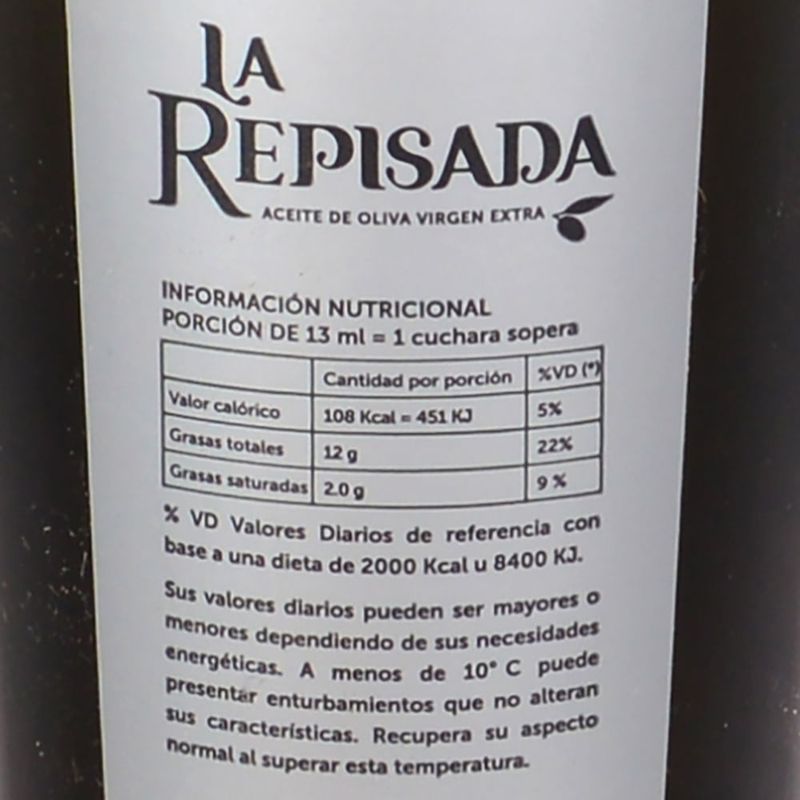 LA
REPISADA
ACEITE DE OLIVA VIRGEN EXTRA
INFORMACIÓN NUTRICIONAL
PORCIÓN DE 13 ml = 1 cuchara sopera
Cantidad por porción %VD (*)
Valor calórico 108 Kcal = 451 KJ 5%
Grasas totales 12 g 22%
Grasas saturadas 2.0 g 9 %
% VD Valores Diarios de referencia con
base a una dieta de 2000 Kcal u 8400 KJ.
Sus valores diarios pueden ser mayores o
menores dependiendo de sus necesidades
energéticas. A menos de 10° C puede
presentar enturbamientos que no alteran
sus características. Recupera su aspecto
normal al superar esta temperatura.